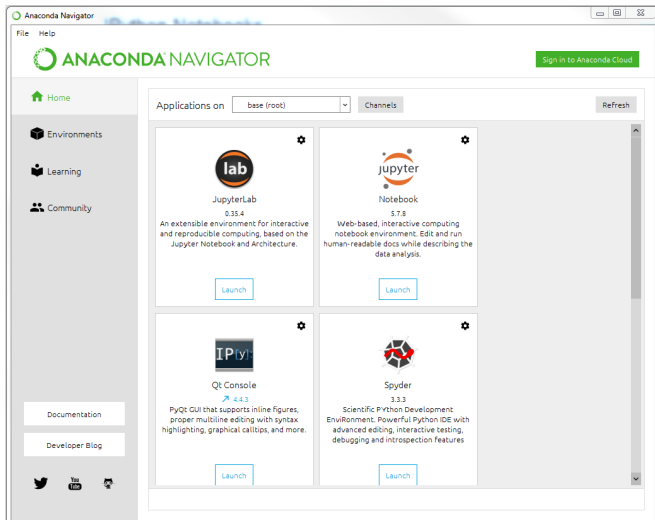 Anaconda Navigator
IPython Notebooks
File Help
ANACONDA NAVIGATOR
Sign in to Anaconda Cloud
Home
Environments
Learning
Community
Documentation
Developer Blog
You
Tube
Applications on
base (root)
Channels
Refresh
lab
JupyterLab
0.35.4
An extensible environment for interactive
and reproducible computing, based on the
Jupyter Notebook and Architecture.
Launch
jupyter
Notebook
5.7.8
Web-based, interactive computing
notebook environment. Edit and run
human-readable docs while describing the
data analysis.
Launch
IP[y]:
Qt Console
4.4.3
PyQt GUI that supports inline figures,
proper multiline editing with syntax
highlighting, graphical calltips, and more.
Launch
Spyder
3.3.3
Scientific PYthon Development
EnviRonment. Powerful Python IDE with
advanced editing, interactive testing,
debugging and introspection features
Launch